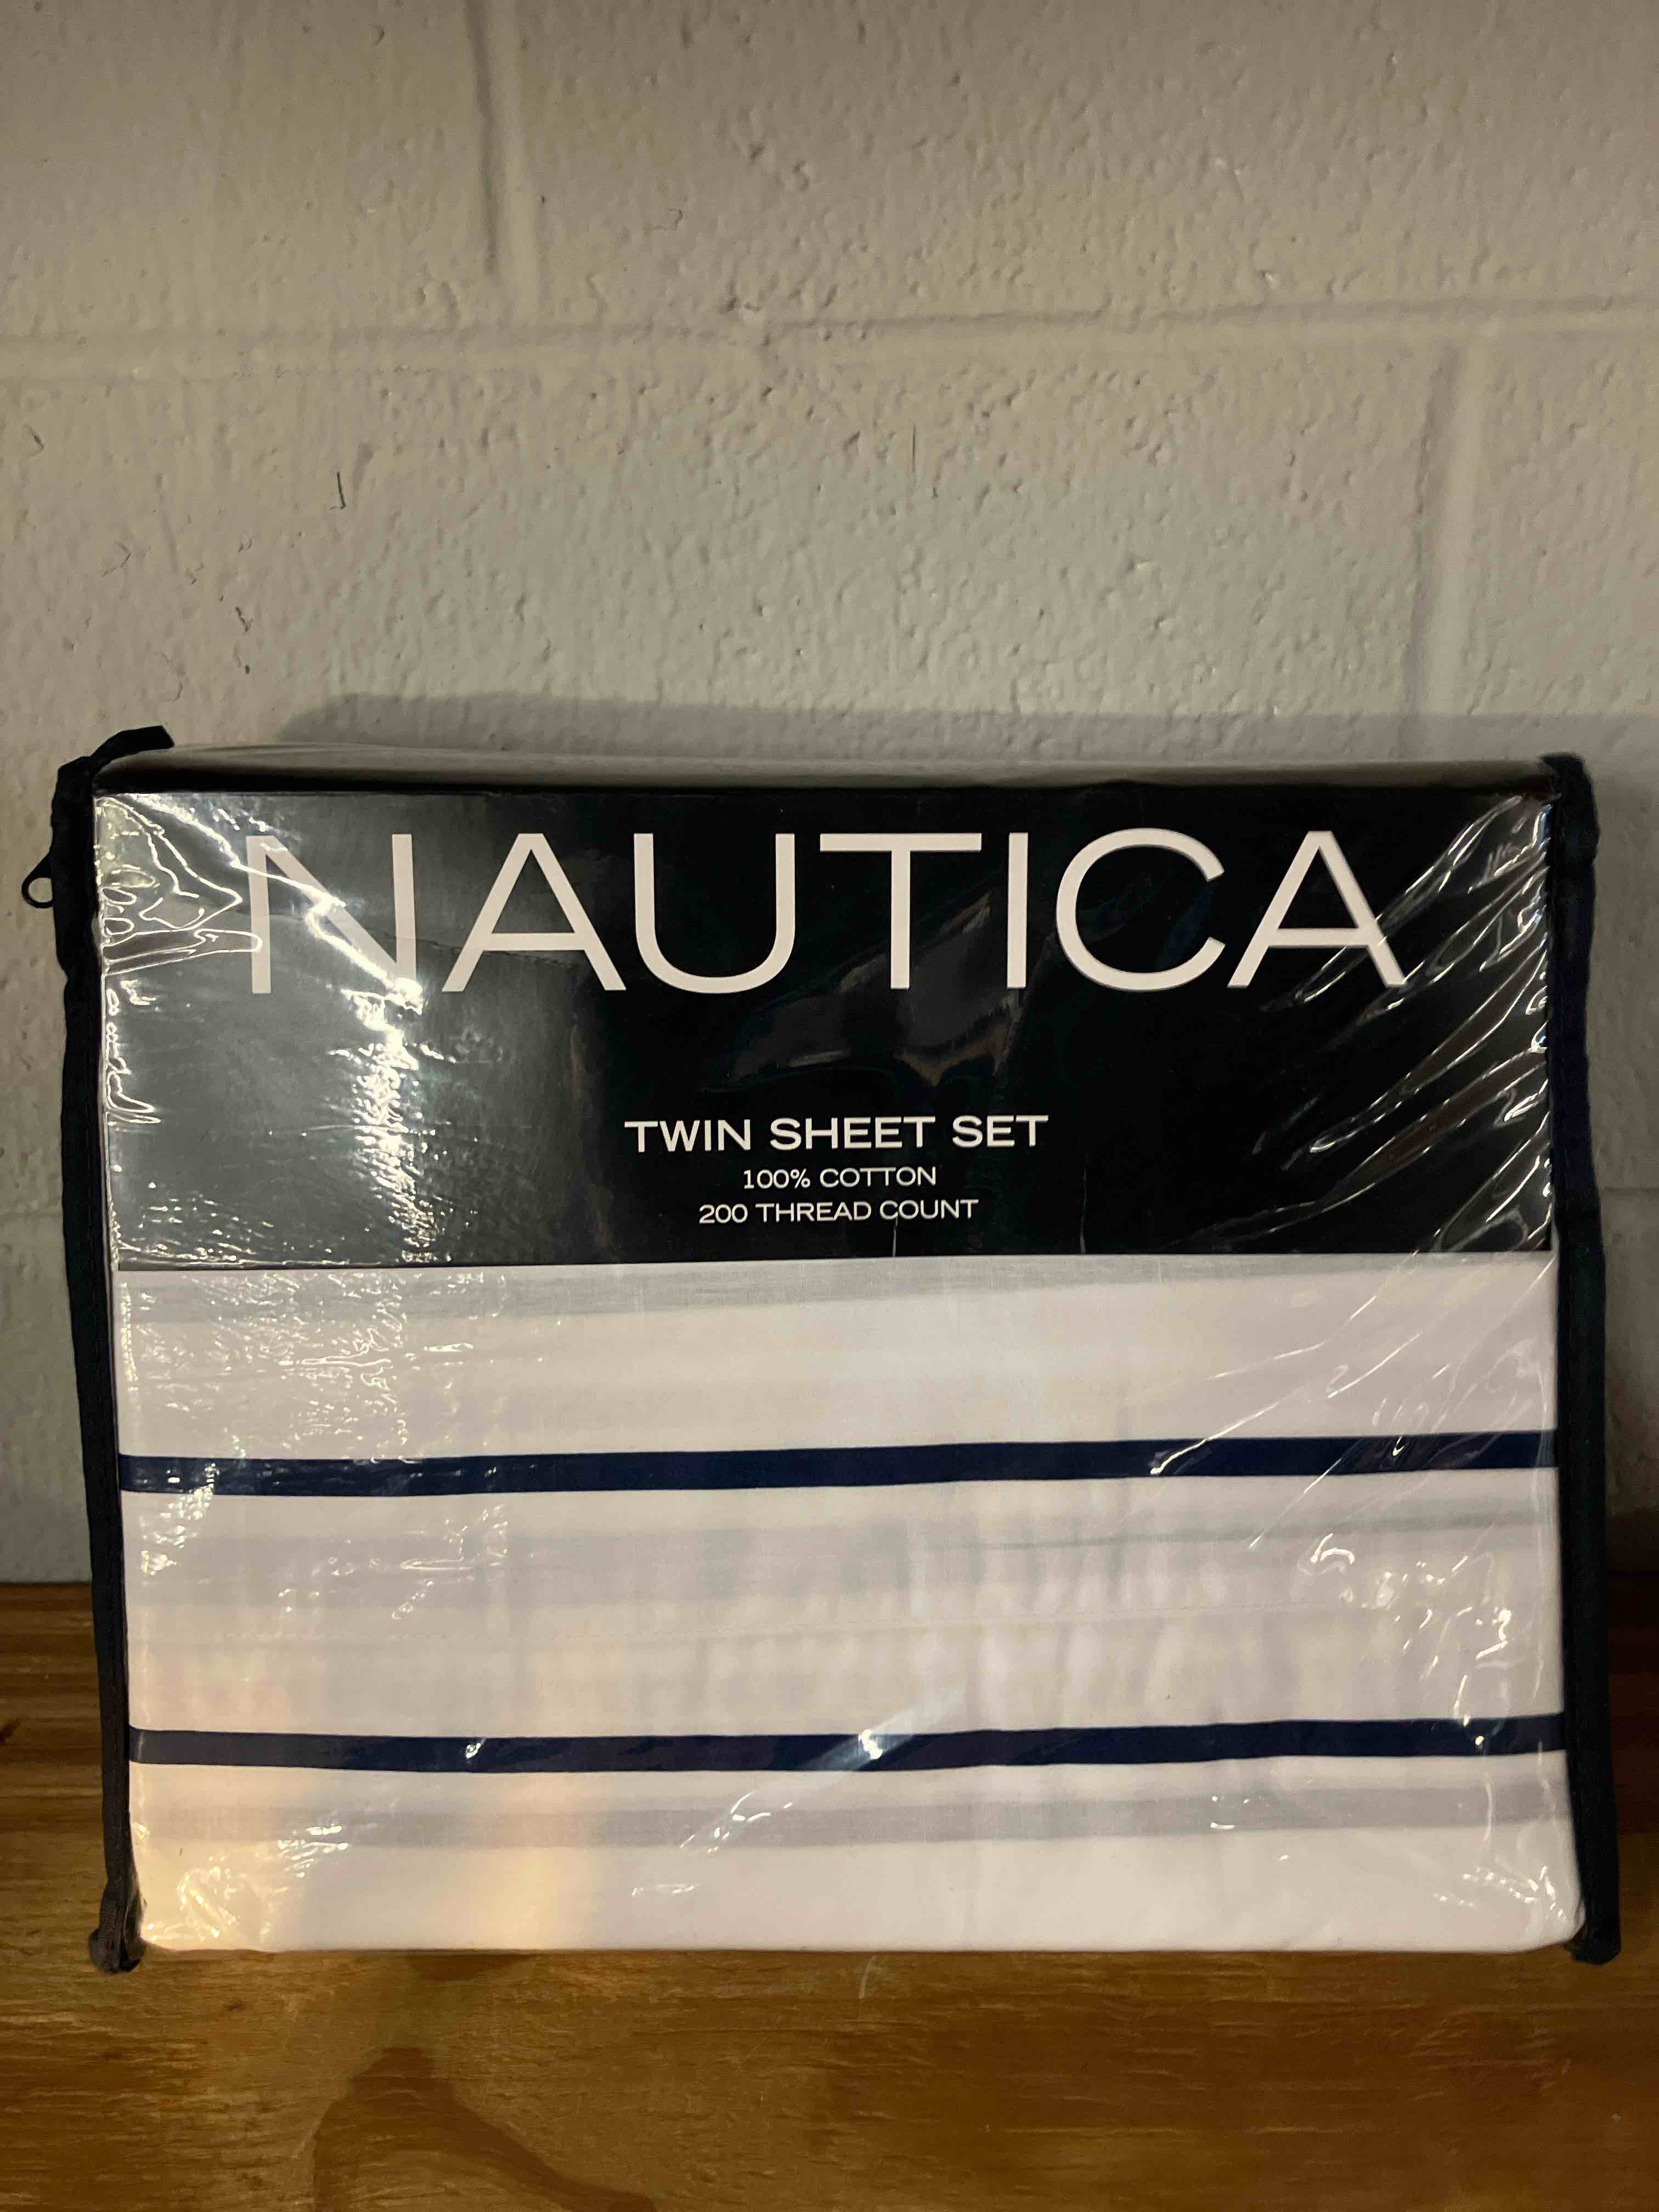 NAUTICA
TWIN SHEET SET
100% COTTON
200 THREAD COUNT